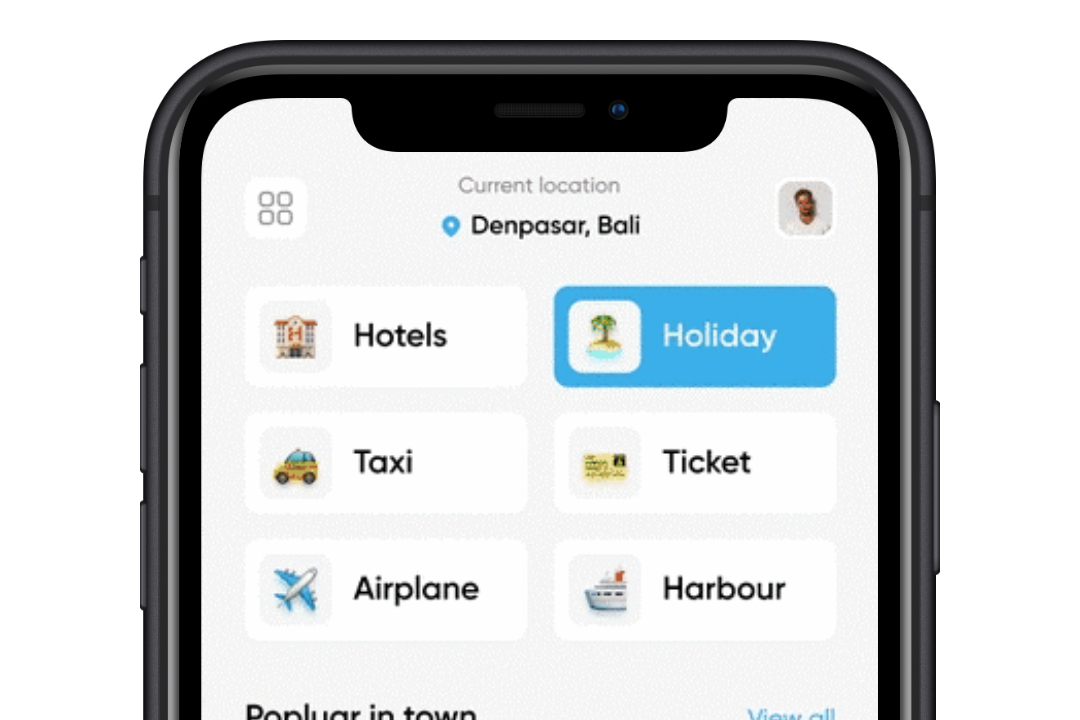 Current location
Denpasar, Bali
Hotels
Holiday
Taxi
Ticket
Airplane
Harbour
Popluar in town
View all